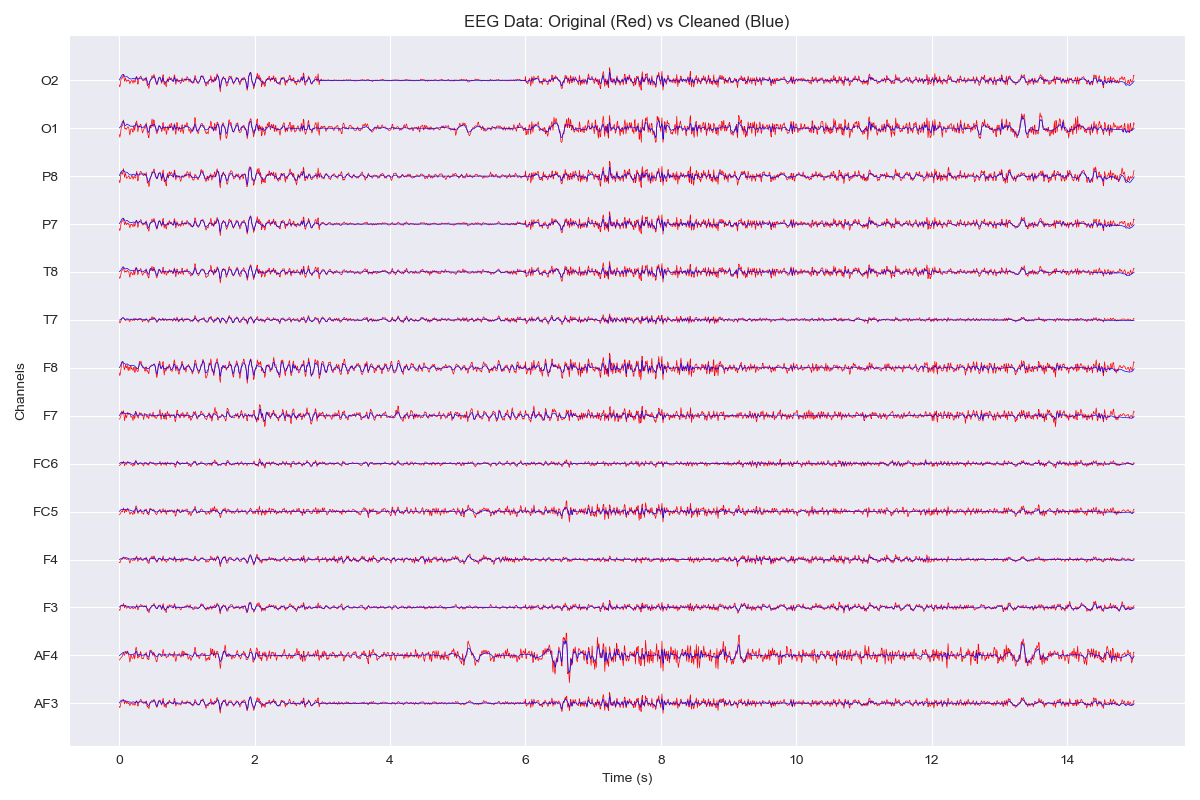 EEG Data: Original (Red) vs Cleaned (Blue)
O2
O1
P8
P7
T8
T7
F8
F7
FC6
FC5
F4
F3
AF4
AF3
Channels
0 2 4 6 8 10 12 14
Time (s)